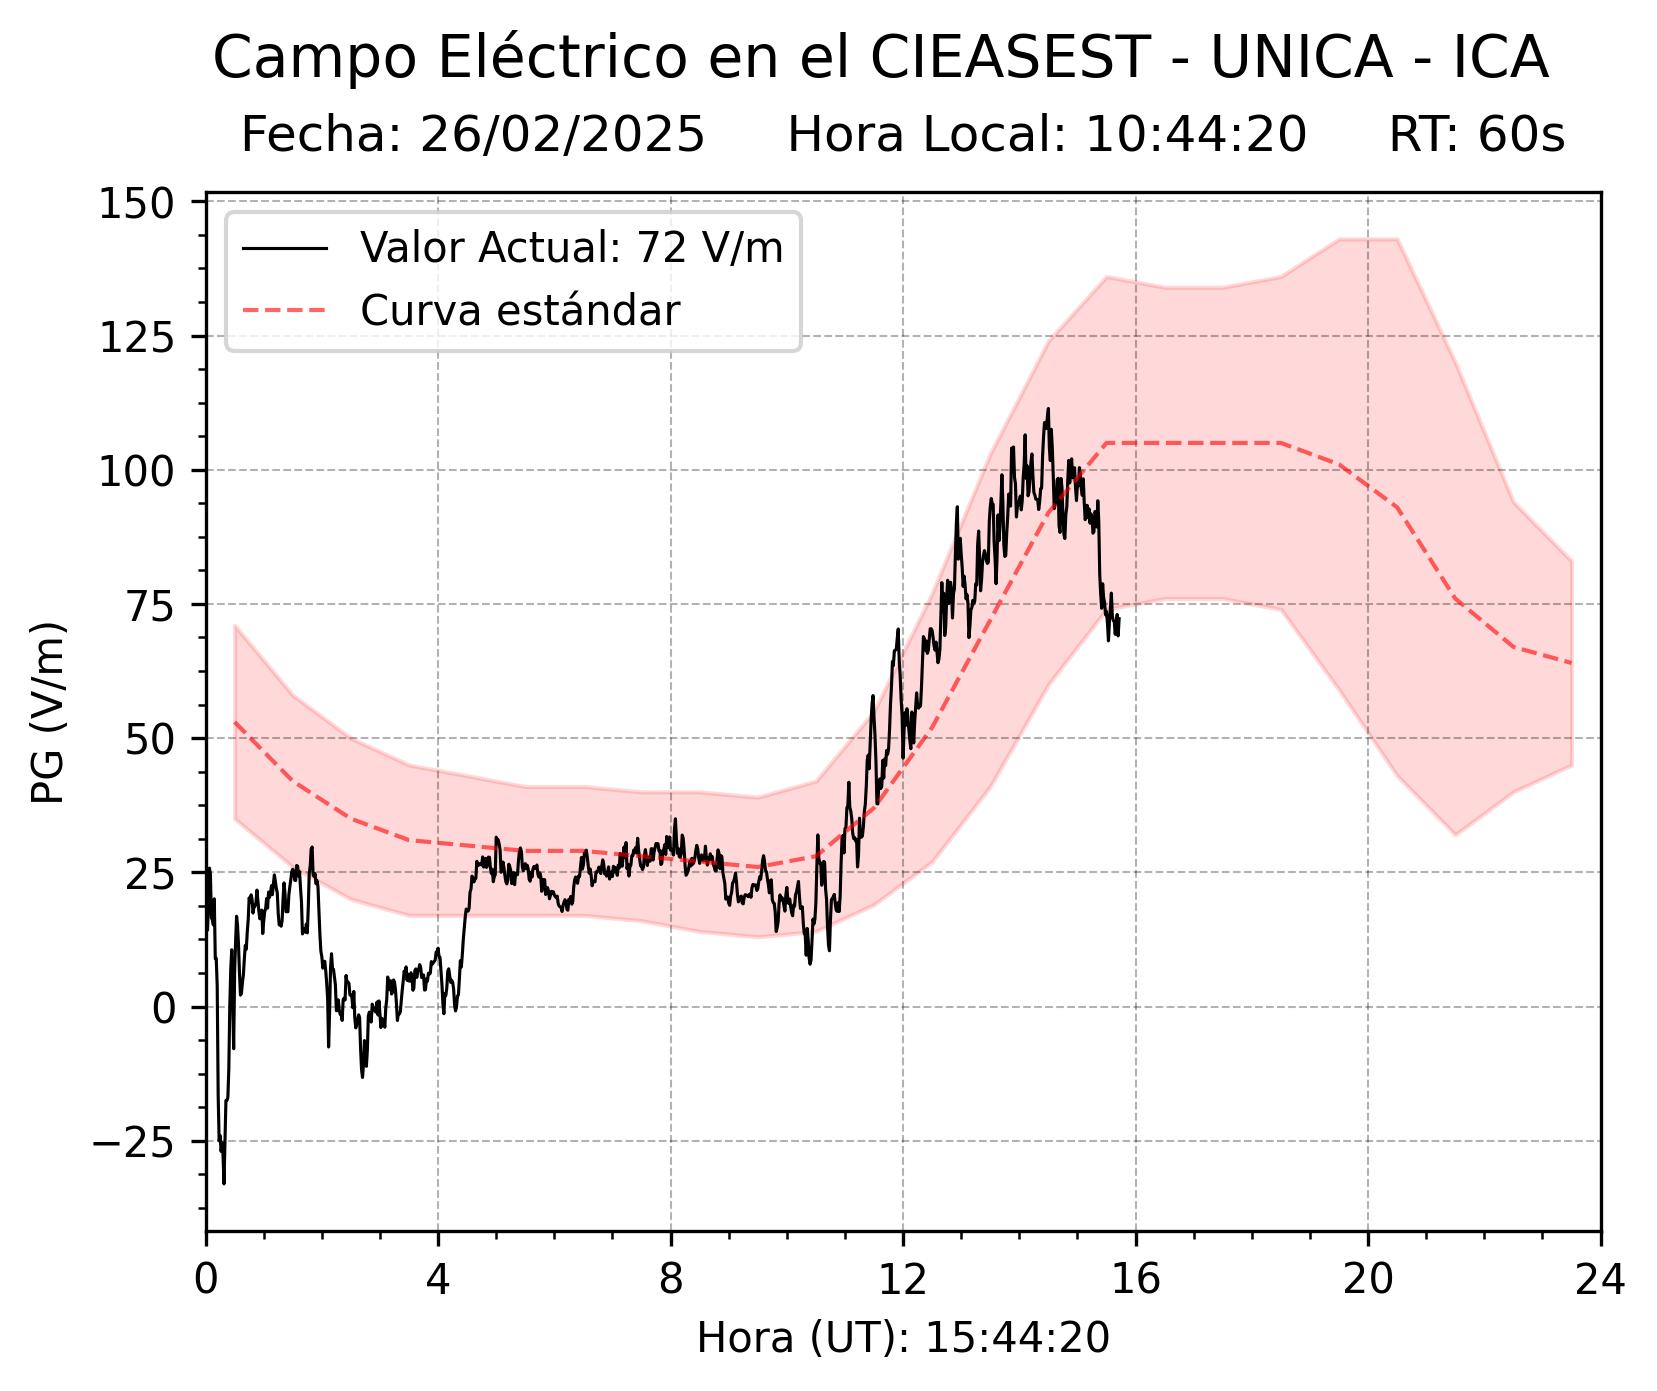 Campo Eléctrico en el CIEASEST - UNICA - ICA
Fecha: 26/02/2025 Hora Local: 10:44:20 RT: 60s
Valor Actual: 72 V/m
Curva estándar
PG (V/m)
150
125
100
75
50
25
0
−25
0 4 8 12 16 20 24
Hora (UT): 15:44:20